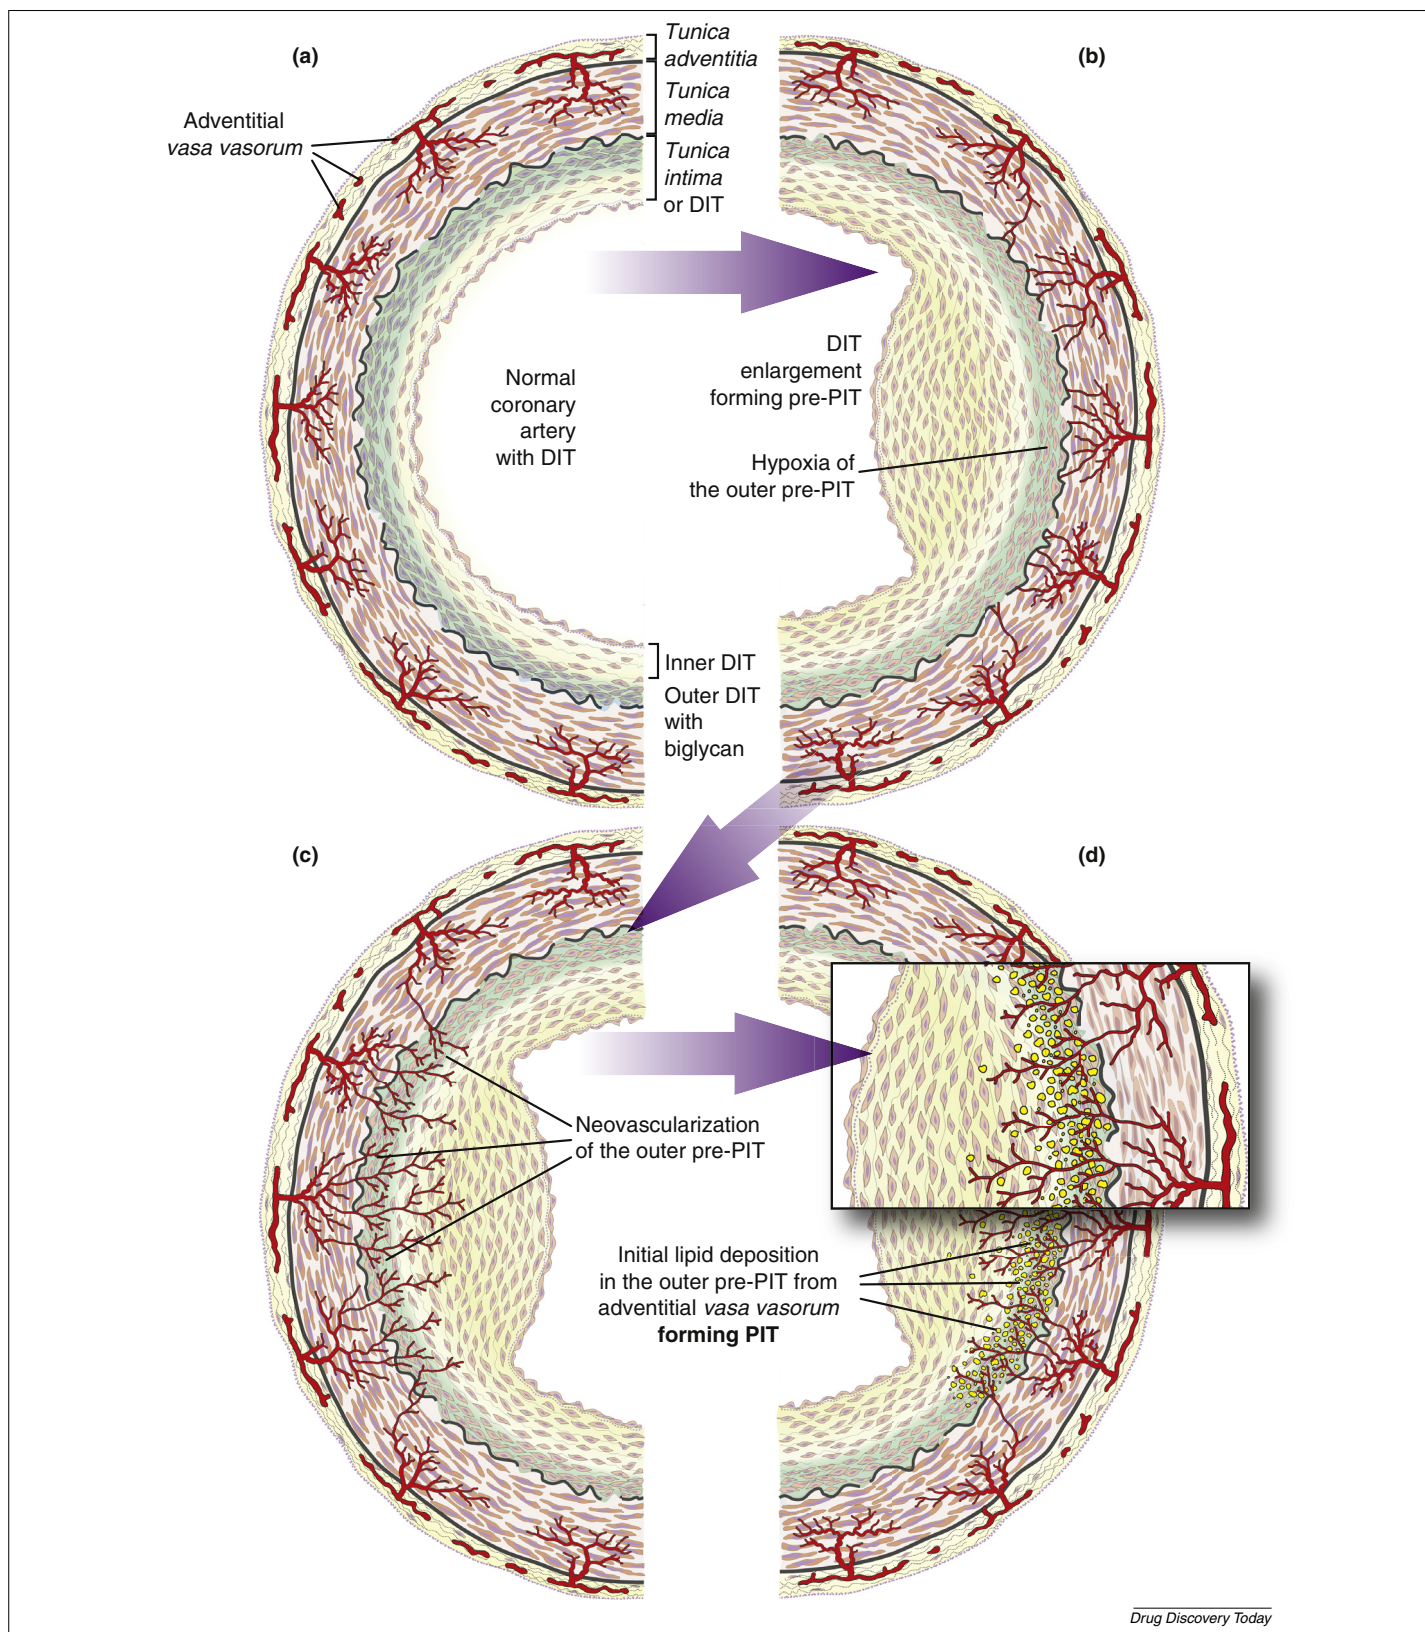 (a)
Tunica
adventitia
Tunica
media
Tunica
intima
or DIT
Adventitial
vasa vasorum
Normal
coronary
artery
with DIT
Inner DIT
Outer DIT
with
biglycan
(b)
DIT
enlargement
forming pre-PIT
Hypoxia of
the outer pre-PIT
(c)
Neovascularization
of the outer pre-PIT
(d)
Initial lipid deposition
in the outer pre-PIT from
adventitial vasa vasorum
forming PIT
Drug Discovery Today